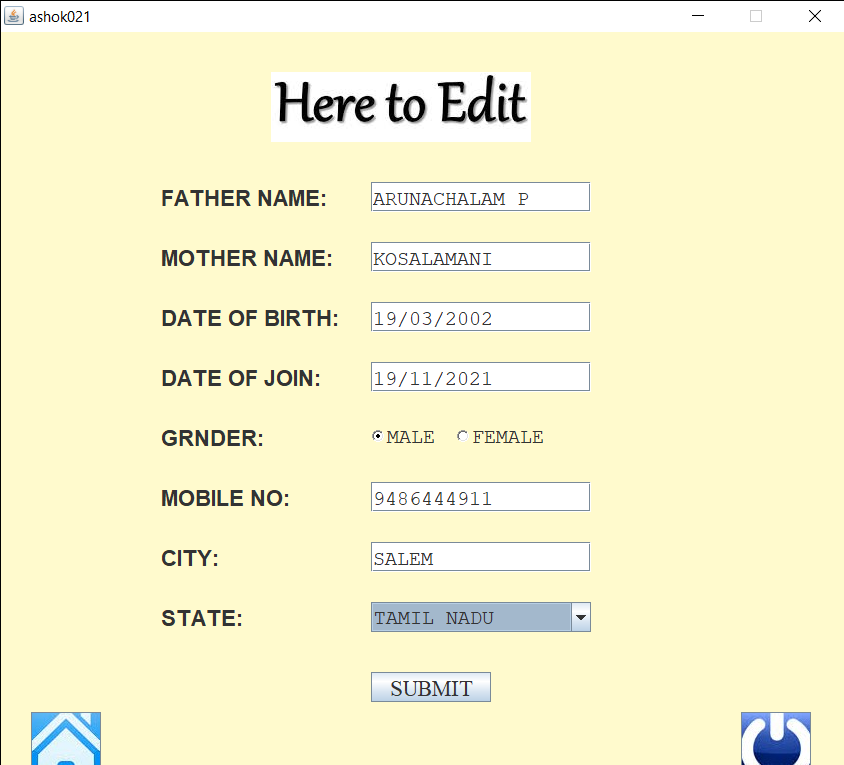 ashok021
Here to Edit
FATHER NAME: ARUNACHALAM P
MOTHER NAME: KOSALAMANI
DATE OF BIRTH: 19/03/2002
DATE OF JOIN: 19/11/2021
GRNDER: MALE FEMALE
MOBILE NO: 9486444911
CITY: SALEM
STATE: TAMIL NADU
SUBMIT